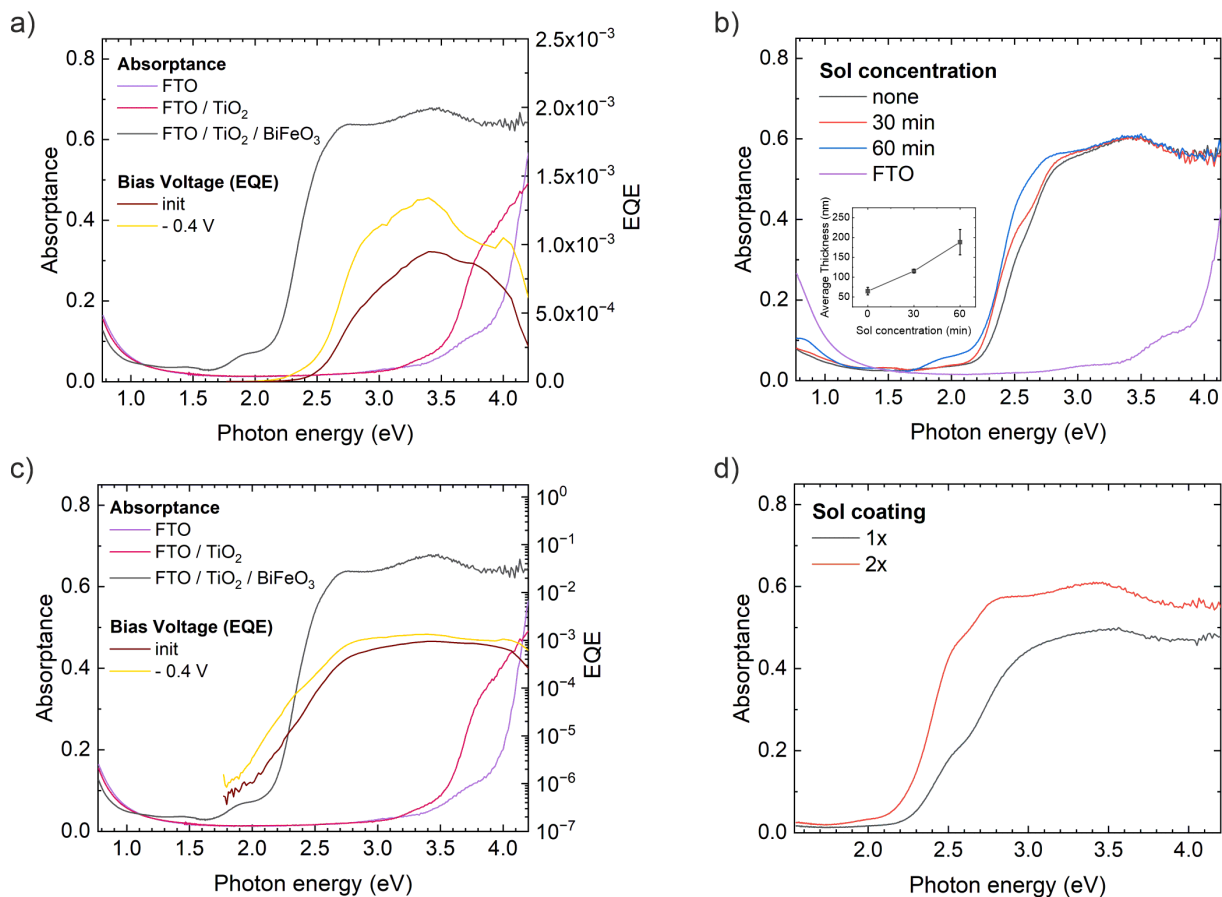 a)
Absorptance
FTO
FTO / TiO₂
FTO / TiO₂ / BiFeO₃
Bias Voltage (EQE)
init
- 0.4 V
0.8
0.6
0.4
0.2
0.0
Absorptance
2.5x10⁻³
2.0x10⁻³
1.5x10⁻³
1.0x10⁻³
5.0x10⁻⁴
0.0
EQE
1.0 1.5 2.0 2.5 3.0 3.5 4.0
Photon energy (eV)
b)
Sol concentration
none
30 min
60 min
FTO
0.8
0.6
0.4
0.2
0.0
Absorptance
250
200
150
100
50
Average Thickness (nm)
0 30 60
Sol concentration (min)
1.0 1.5 2.0 2.5 3.0 3.5 4.0
Photon energy (eV)
c)
Absorptance
FTO
FTO / TiO₂
FTO / TiO₂ / BiFeO₃
Bias Voltage (EQE)
init
- 0.4 V
0.8
0.6
0.4
0.2
0.0
Absorptance
10⁰
10⁻¹
10⁻²
10⁻³
10⁻⁴
10⁻⁵
10⁻⁶
10⁻⁷
EQE
1.0 1.5 2.0 2.5 3.0 3.5 4.0
Photon energy (eV)
d)
Sol coating
1x
2x
0.8
0.6
0.4
0.2
0.0
Absorptance
2.0 2.5 3.0 3.5 4.0
Photon energy (eV)